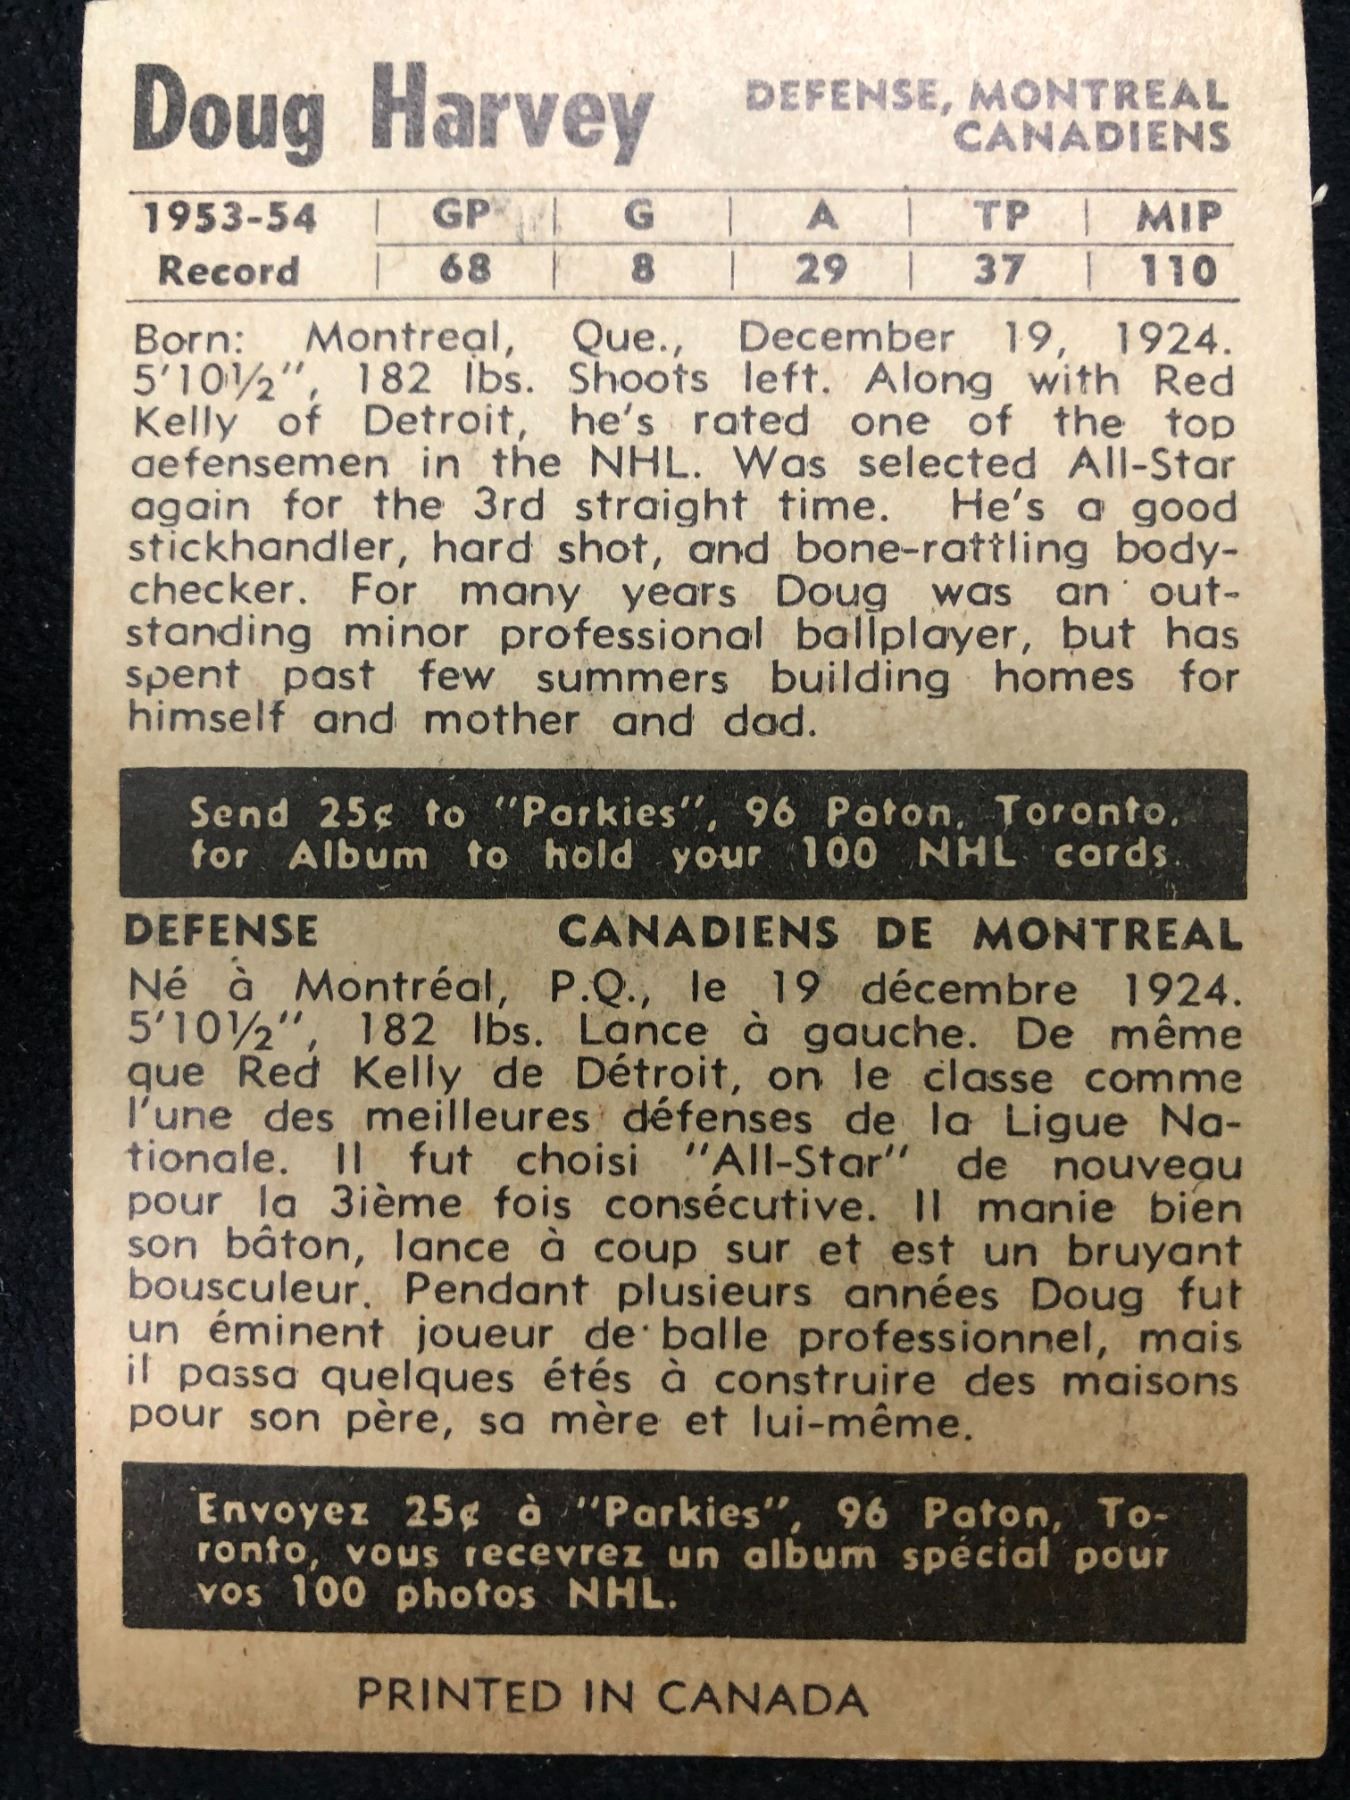 Doug Harvey
DEFENSE, MONTREAL
CANADIENS
1953-54 | GP | G | A | TP | MIP
Record | 68 | 8 | 29 | 37 | 110
Born: Montreal, Que., December 19, 1924.
5'10½", 182 lbs. Shoots left. Along with Red
Kelly of Detroit, he's rated one of the top
defensemen in the NHL. Was selected All-Star
again for the 3rd straight time. He's a good
stickhandler, hard shot, and bone-rattling body-
checker. For many years Doug was an out-
standing minor professional ballplayer, but has
spent past few summers building homes for
himself and mother and dad.
Send 25¢ to "Parkies", 96 Paton, Toronto,
for Album to hold your 100 NHL cards.
DEFENSE CANADIENS DE MONTREAL
Né à Montréal, P.Q., le 19 décembre 1924.
5'10½", 182 lbs. Lance à gauche. De même
que Red Kelly de Détroit, on le classe comme
l'une des meilleures défenses de la Ligue Na-
tionale. Il fut choisi "All-Star" de nouveau
pour la 3ième fois consécutive. Il manie bien
son bâton, lance à coup sur et est un bruyant
bousculeur. Pendant plusieurs années Doug fut
un éminent joueur de balle professionnel, mais
il passa quelques étés à construire des maisons
pour son père, sa mère et lui-même.
Envoyez 25¢ à "Parkies", 96 Paton, To-
ronto, vous recevrez un album spécial pour
vos 100 photos NHL.
PRINTED IN CANADA